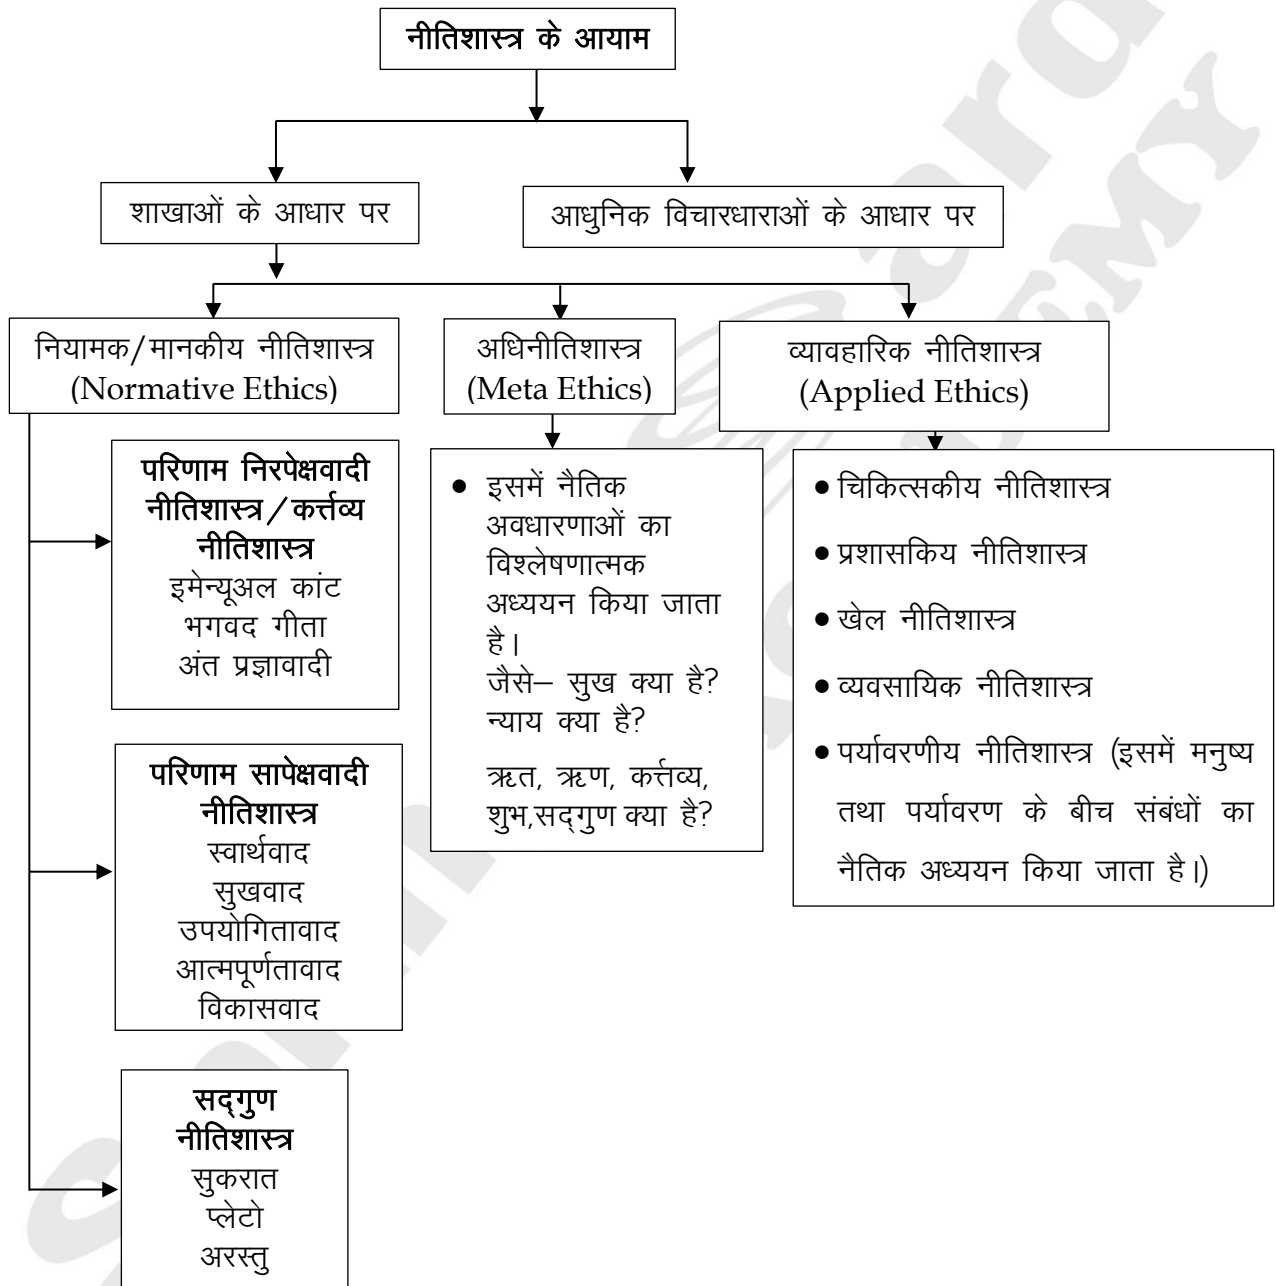 नीतिशास्त्र के आयाम
शाखाओं के आधार पर
आधुनिक विचारधाराओं के आधार पर
नियामक/मानकीय नीतिशास्त्र
(Normative Ethics)
अधिनीतिशास्त्र
(Meta Ethics)
व्यावहारिक नीतिशास्त्र
(Applied Ethics)
परिणाम निरपेक्षवादी
नीतिशास्त्र/कर्त्तव्य
नीतिशास्त्र
इमेन्यूअल कांट
भगवद गीता
अंत प्रज्ञावादी
परिणाम सापेक्षवादी
नीतिशास्त्र
स्वार्थवाद
सुखवाद
उपयोगितावाद
आत्मपूर्णतावाद
विकासवाद
सद्‌गुण
नीतिशास्त्र
सुकरात
प्लेटो
अरस्तु
• इसमें नैतिक
अवधारणाओं का
विश्लेषणात्मक
अध्ययन किया जाता
है।
जैसे– सुख क्या है?
न्याय क्या है?
ऋत, ऋण, कर्त्तव्य,
शुभ,सद्‌गुण क्या है?
• चिकित्सकीय नीतिशास्त्र
• प्रशासकिय नीतिशास्त्र
• खेल नीतिशास्त्र
• व्यवसायिक नीतिशास्त्र
• पर्यावरणीय नीतिशास्त्र (इसमें मनुष्य
तथा पर्यावरण के बीच संबंधों का
नैतिक अध्ययन किया जाता है।)